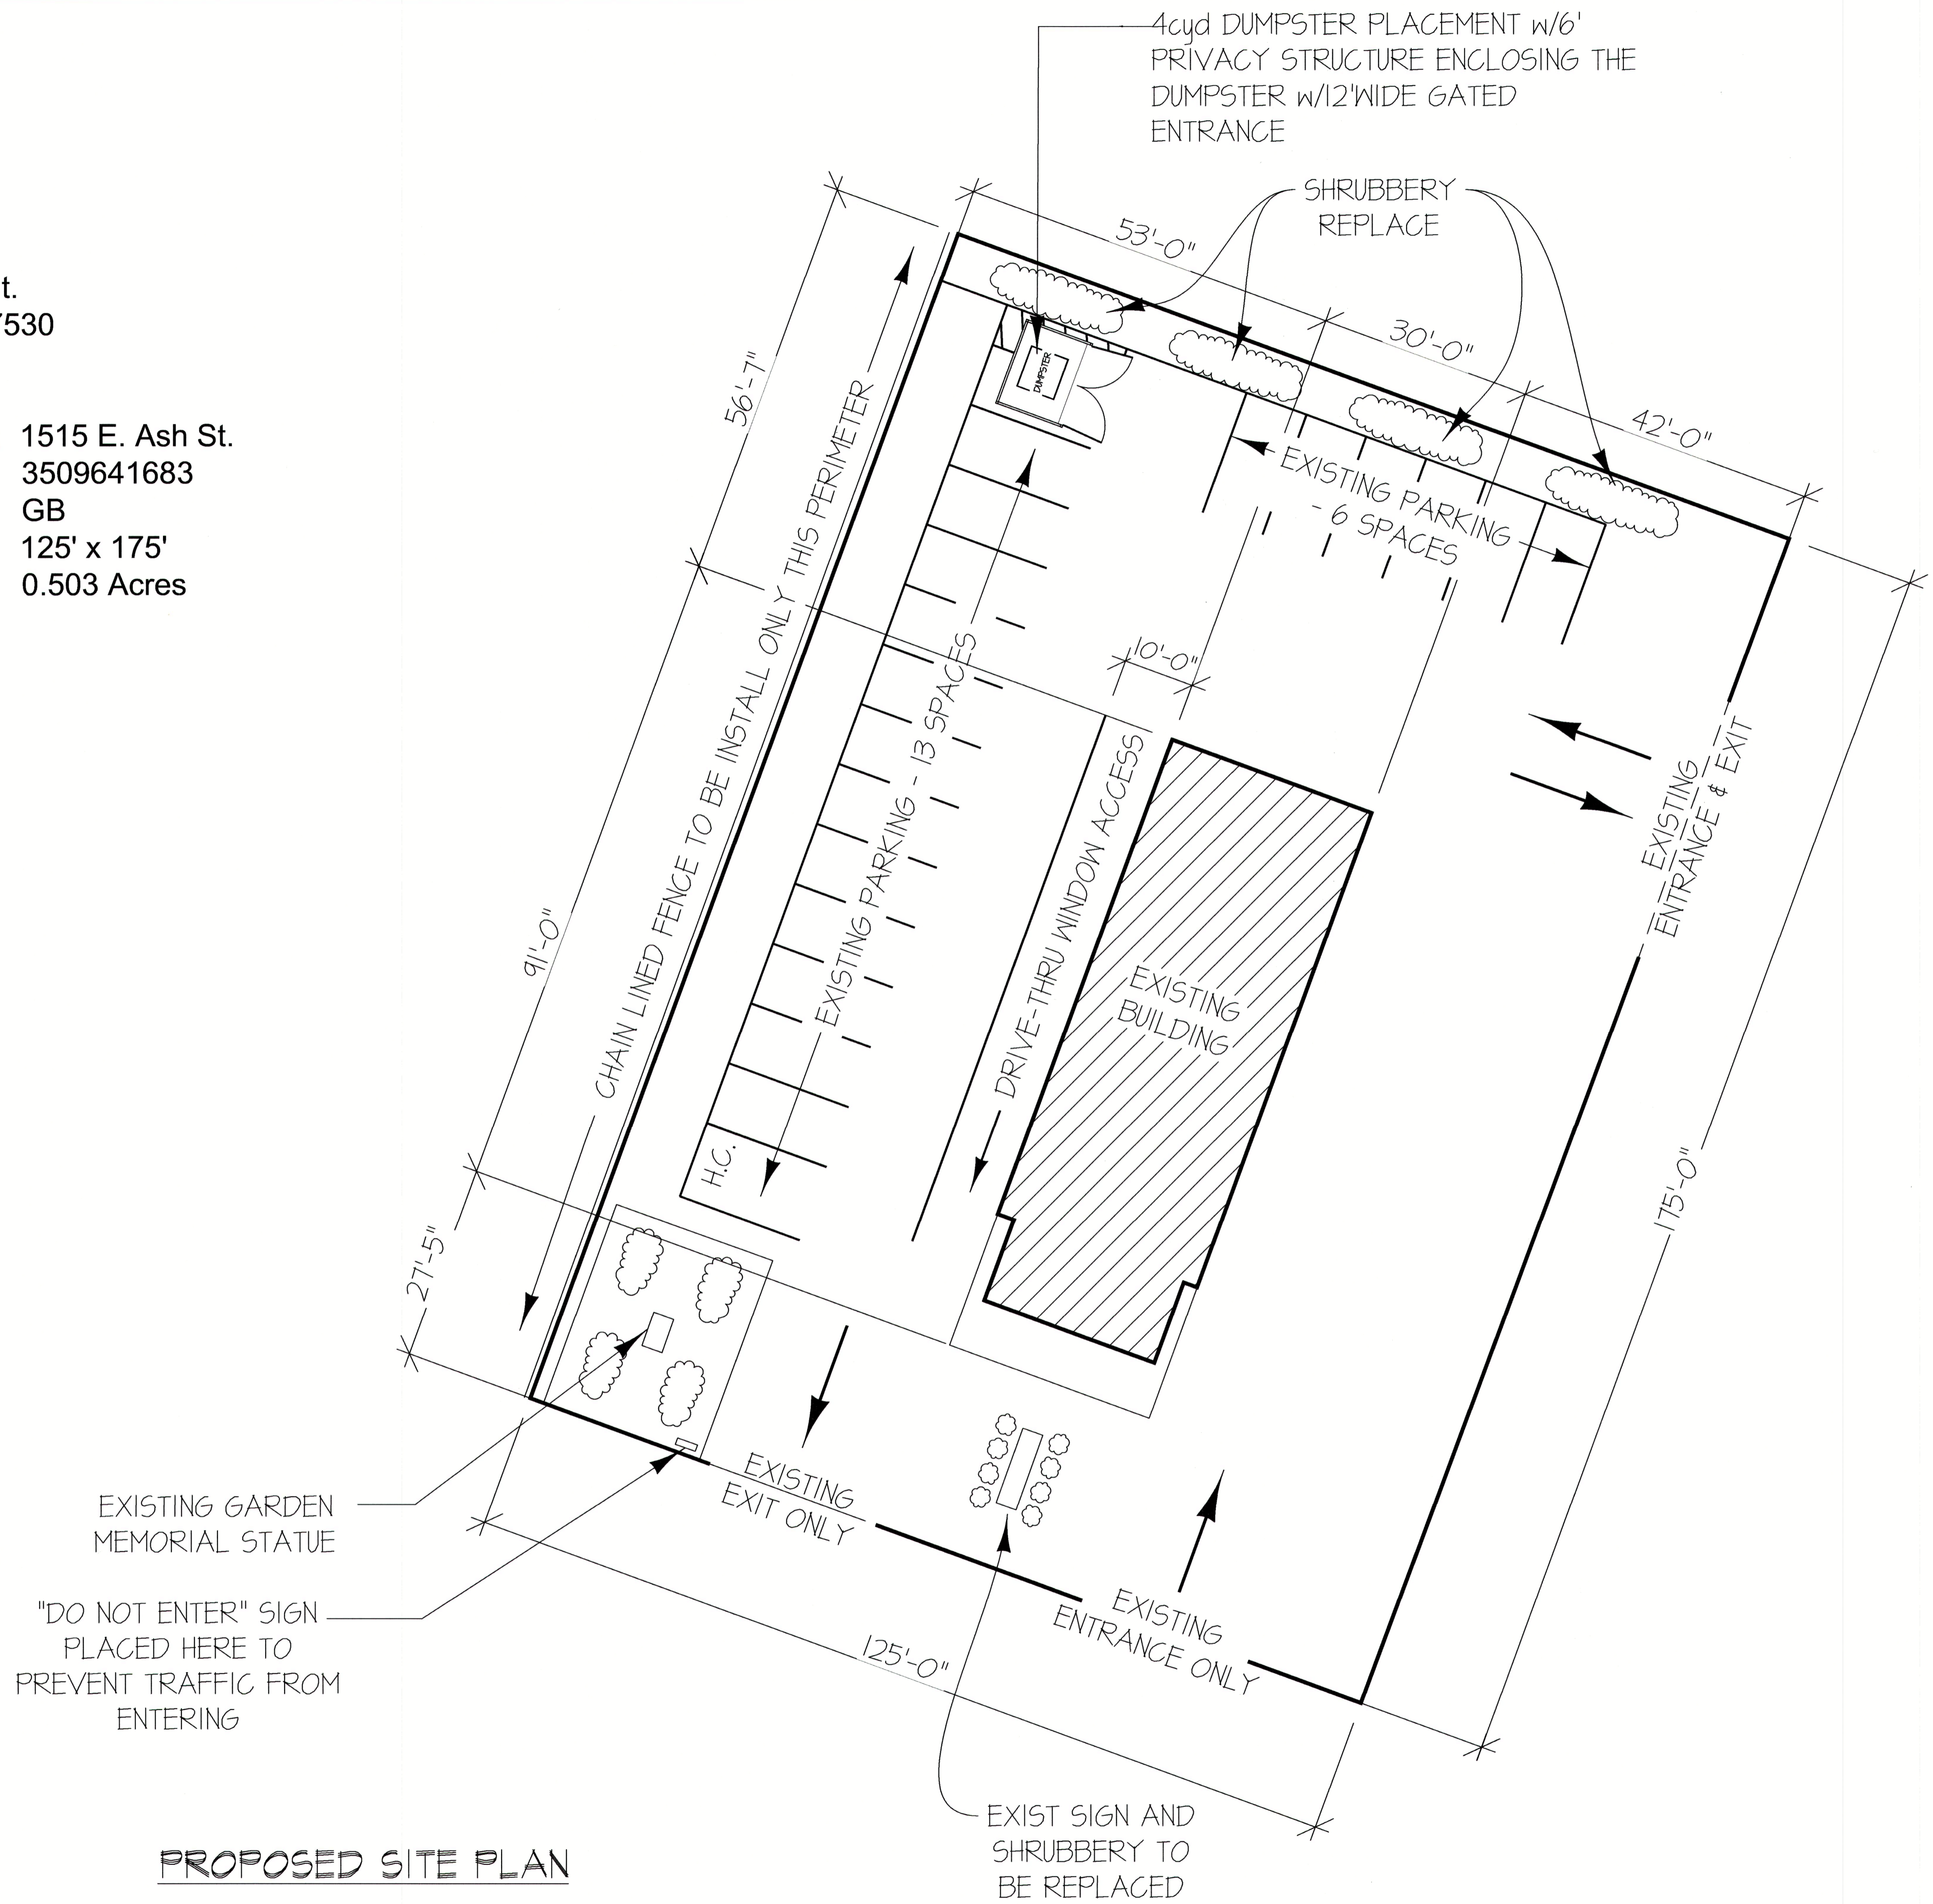 4cyd DUMPSTER PLACEMENT w/6'
PRIVACY STRUCTURE ENCLOSING THE
DUMPSTER w/12'WIDE GATED
ENTRANCE
SHRUBBERY
REPLACE
53'-0"
30'-0"
42'-0"
t.
7530
1515 E. Ash St.
3509641683
GB
125' x 175'
0.503 Acres
56'-7"
91'-0"
27'-5"
CHAIN LINED FENCE TO BE INSTALL ONLY THIS PERIMETER
DUMPSTER
EXISTING PARKING
- 6 SPACES
EXISTING PARKING - 13 SPACES
10'-0"
DRIVE-THRU WINDOW ACCESS
EXISTING
BUILDING
EXISTING
ENTRANCE & EXIT
175'-0"
H.C.
EXISTING
EXIT ONLY
EXISTING
ENTRANCE ONLY
125'-0"
EXISTING GARDEN
MEMORIAL STATUE
"DO NOT ENTER" SIGN
PLACED HERE TO
PREVENT TRAFFIC FROM
ENTERING
EXIST SIGN AND
SHRUBBERY TO
BE REPLACED
PROPOSED SITE PLAN